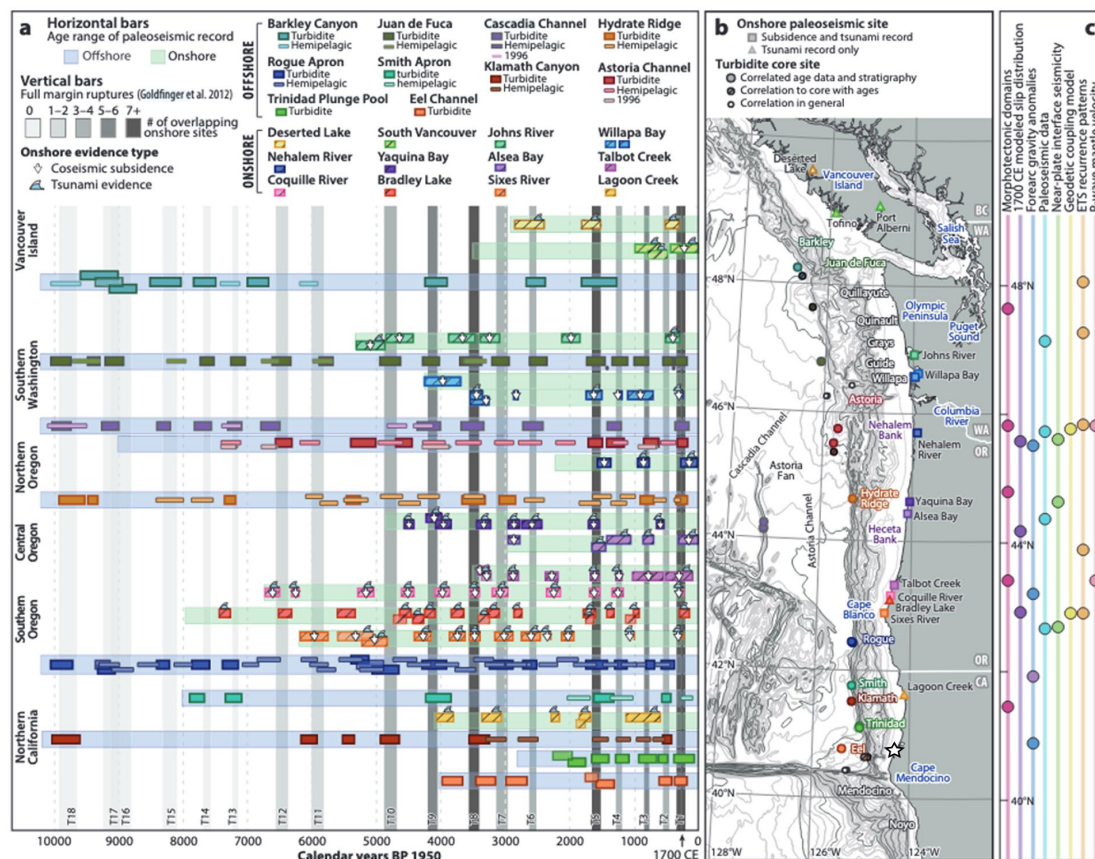 a
Horizontal bars
Age range of paleoseismic record
Offshore
Onshore
Vertical bars
Full margin ruptures (Goldfinger et al. 2012)
0 1–2 3–4 5–6 7+
# of overlapping
onshore sites
Onshore evidence type
Coseismic subsidence
Tsunami evidence
OFFSHORE
Barkley Canyon
Turbidite
Hemipelagic
Juan de Fuca
Turbidite
Hemipelagic
Cascadia Channel
Turbidite
Hemipelagic
1996
Hydrate Ridge
Turbidite
Hemipelagic
Rogue Apron
Turbidite
Hemipelagic
Smith Apron
turbidite
hemipelagic
Klamath Canyon
Turbidite
Hemipelagic
Astoria Channel
Turbidite
Hemipelagic
1996
Trinidad Plunge Pool
Turbidite
Eel Channel
Turbidite
ONSHORE
Deserted Lake
South Vancouver
Johns River
Willapa Bay
Nehalem River
Yaquina Bay
Alsea Bay
Talbot Creek
Coquille River
Bradley Lake
Sixes River
Lagoon Creek
Vancouver
Island
Southern
Washington
Northern
Oregon
Central
Oregon
Southern
Oregon
Northern
California
T18 T17 T16 T15 T14 T13 T12 T11 T10 T9 T8 T7 T6 T5 T4 T3 T2 T1
10000 9000 8000 7000 6000 5000 4000 3000 2000 1000 0
Calendar years BP 1950
1700 CE
b
Onshore paleoseismic site
Subsidence and tsunami record
Tsunami record only
Turbidite core site
Correlated age data and stratigraphy
Correlation to core with ages
Correlation in general
Deserted
Lake
Vancouver
Island
Tofino
Port
Alberni
BC
WA
Salish
Sea
Barkley
Juan de Fuca
48°N
Quillayute
Olympic
Peninsula
Quinault
Puget
Sound
Grays
Johns River
Guide
Willapa
Willapa Bay
46°N
Astoria
Columbia
River
Nehalem
Bank
WA
OR
Nehalem
River
Cascadia Channel
Astoria
Fan
Astoria Channel
Hydrate
Ridge
Yaquina Bay
Alsea Bay
Heceta
Bank
44°N
Talbot Creek
Coquille River
Bradley Lake
Sixes River
Cape
Blanco
Rogue
42°N
OR
CA
Smith
Klamath
Lagoon Creek
Trinidad
Eel
Cape
Mendocino
Mendocino
40°N
Noyo
128°W
126°W
124°W
c
Morphotectonic domains
1700 CE modeled slip distribution
Forearc gravity anomalies
Paleoseismic data
Near-plate interface seismicity
Geodetic coupling model
ETS recurrence patterns
48°N
46°N
44°N
42°N
40°N